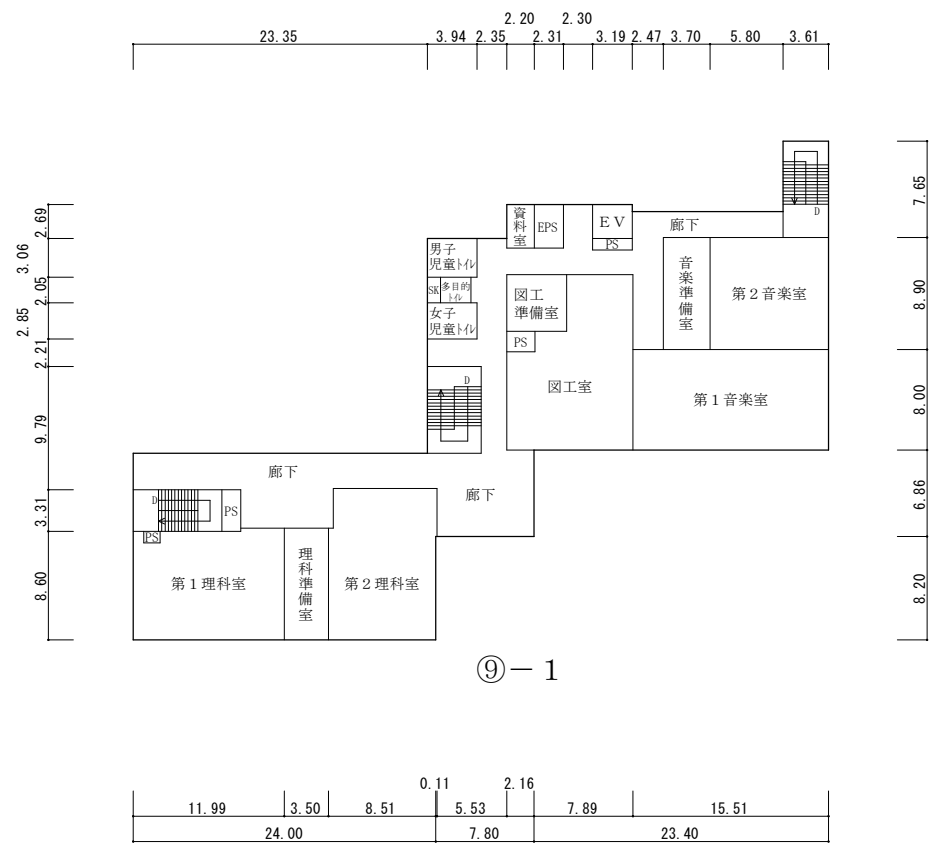 2.20 2.30
23.35 3.94 2.35 2.31 3.19 2.47 3.70 5.80 3.61
7.65
8.90
8.00
6.86
8.20
2.69
3.06
2.05
2.85
2.21
9.79
3.31
8.60
D
資料室
EPS
EV
PS
廊下
男子
児童トイレ
SK
多目的
トイレ
女子
児童トイレ
音楽準備室
第2音楽室
図工
準備室
PS
図工室
第1音楽室
D
廊下
廊下
D
PS
PS
第1理科室
理科準備室
第2理科室
⑨－1
0.11 2.16
11.99 3.50 8.51 5.53 7.89 15.51
24.00 7.80 23.40